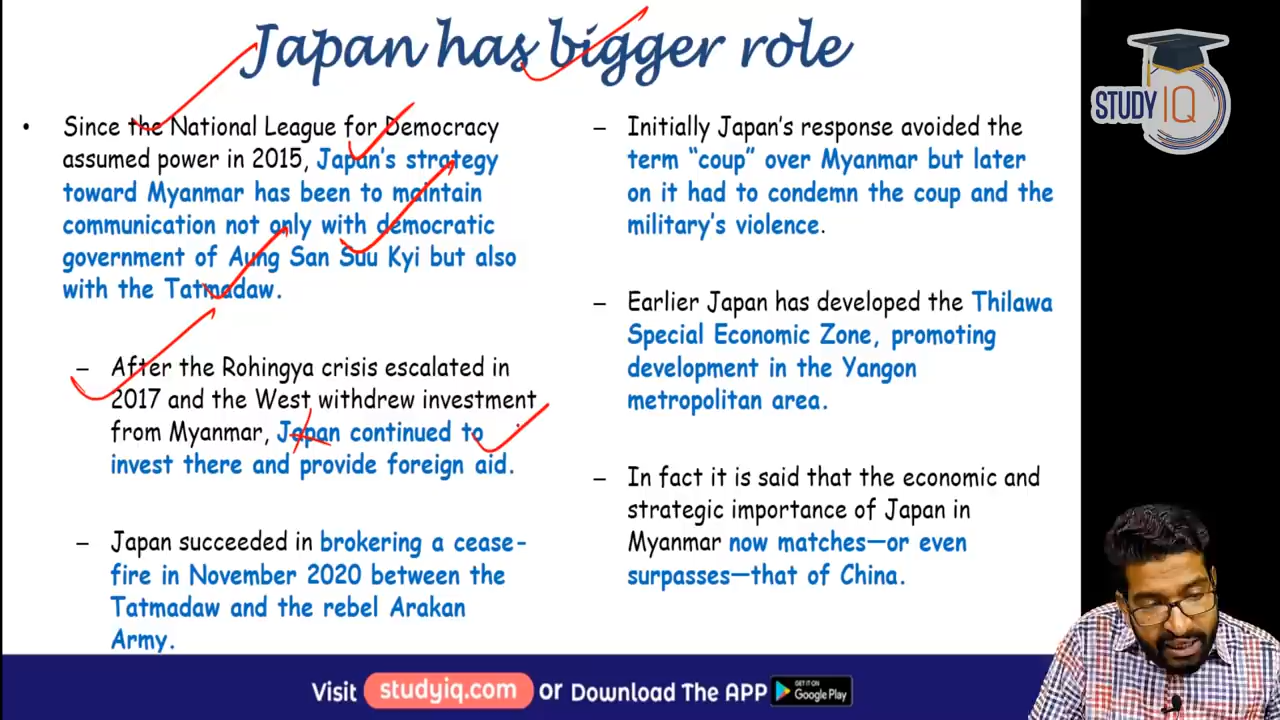 Japan has bigger role
• Since the National League for Democracy
assumed power in 2015, Japan's strategy
toward Myanmar has been to maintain
communication not only with democratic
government of Aung San Suu Kyi but also
with the Tatmadaw.
– After the Rohingya crisis escalated in
2017 and the West withdrew investment
from Myanmar, Japan continued to
invest there and provide foreign aid.
– Japan succeeded in brokering a cease-
fire in November 2020 between the
Tatmadaw and the rebel Arakan
Army.
– Initially Japan's response avoided the
term “coup” over Myanmar but later
on it had to condemn the coup and the
military's violence.
– Earlier Japan has developed the Thilawa
Special Economic Zone, promoting
development in the Yangon
metropolitan area.
– In fact it is said that the economic and
strategic importance of Japan in
Myanmar now matches—or even
surpasses—that of China.
STUDY IQ
Visit studyiq.com or Download The APP GET IT ON Google Play